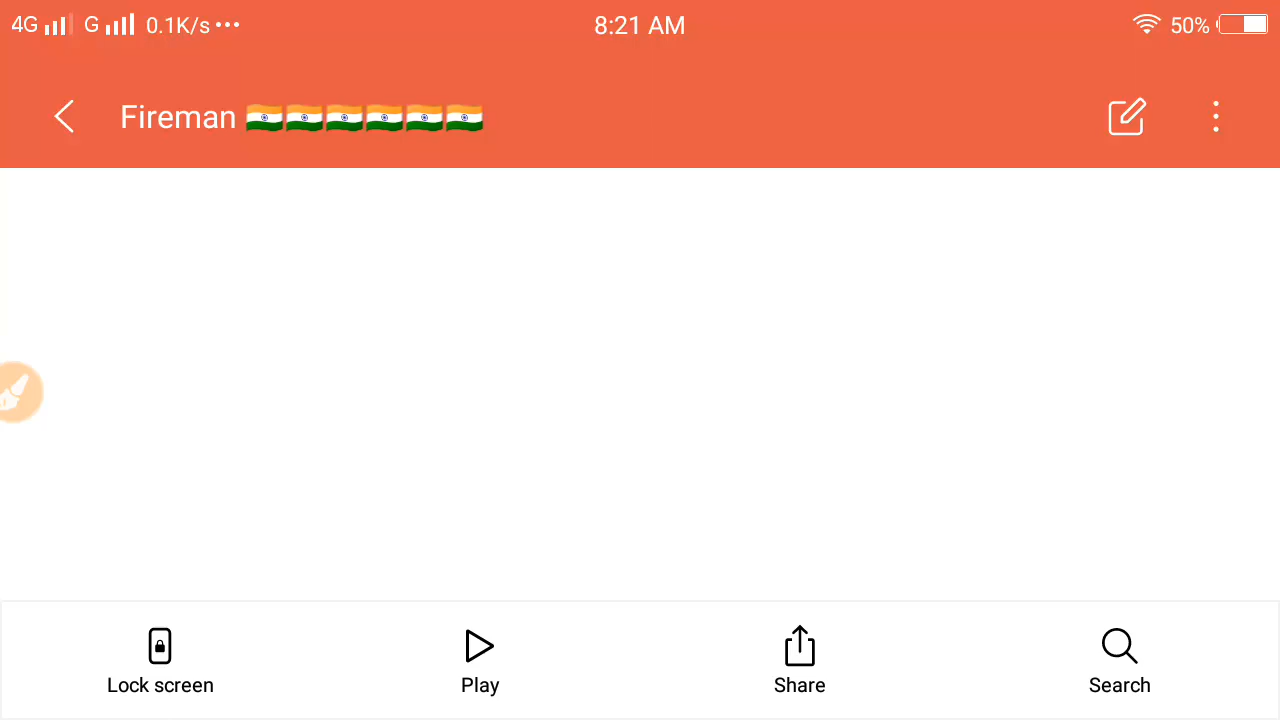 4G G 0.1K/s ... 8:21 AM 50%
Fireman 🇮🇳🇮🇳🇮🇳🇮🇳🇮🇳🇮🇳
Lock screen Play Share Search